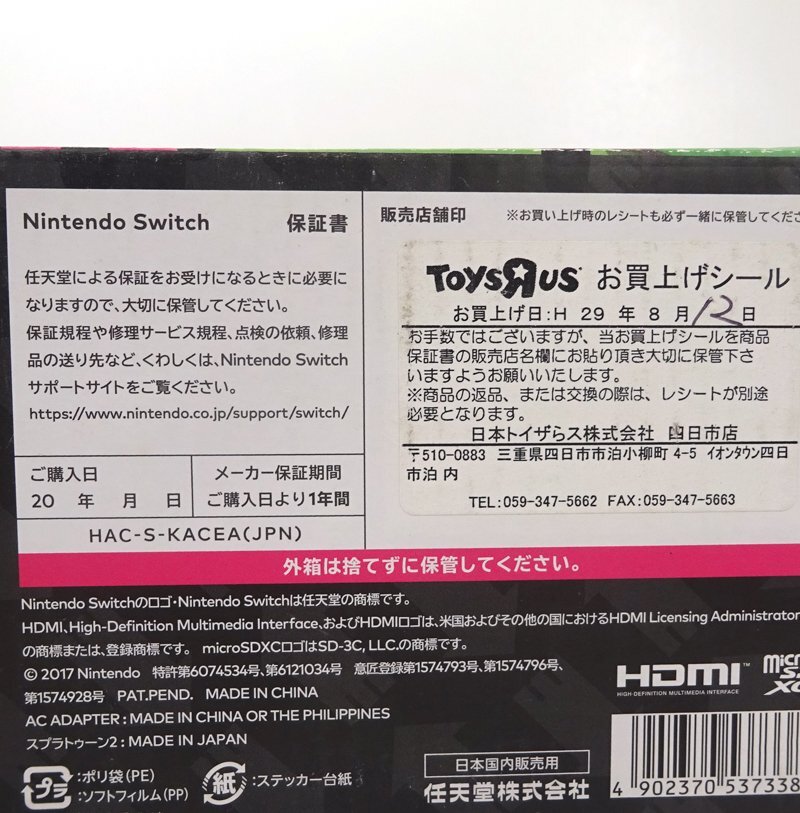 Nintendo Switch 保証書
任天堂による保証をお受けになるときに必要に
なりますので、大切に保管してください。
保証規程や修理サービス規程、点検の依頼、修理
品の送り先など、くわしくは、Nintendo Switch
サポートサイトをご覧ください。
https://www.nintendo.co.jp/support/switch/
ご購入日
20 年 月 日
メーカー保証期間
ご購入日より1年間
HAC-S-KACEA(JPN)
販売店舗印 ※お買い上げ時のレシートも必ず一緒に保管してくだ
TOYSRUS お買上げシール
お買上げ日:H 29 年 8 月 12 日
お手数ではございますが、当お買上げシールを商品
保証書の販売店名欄にお貼り頂き大切に保管下さ
いますようお願いいたします。
※商品の返品、または交換の際は、レシートが別途
必要となります。
日本トイザらス株式会社 四日市店
〒510-0883 三重県四日市市泊小柳町 4-5 イオンタウン四日
市泊 内
TEL:059-347-5662 FAX:059-347-5663
外箱は捨てずに保管してください。
Nintendo Switchのロゴ・Nintendo Switchは任天堂の商標です。
HDMI、High-Definition Multimedia Interface、およびHDMIロゴは、米国およびその他の国におけるHDMI Licensing Administrator
の商標または、登録商標です。 microSDXCロゴはSD-3C, LLC.の商標です。
© 2017 Nintendo 特許第6074534号、第6121034号 意匠登録第1574793号、第1574796号、
第1574928号 PAT.PEND. MADE IN CHINA
AC ADAPTER : MADE IN CHINA OR THE PHILIPPINES
スプラトゥーン2 : MADE IN JAPAN
HDMI™
HIGH-DEFINITION MULTIMEDIA INTERFACE
micro
S
XC
プラ :ポリ袋(PE)
:ソフトフィルム(PP)
紙 :ステッカー台紙
日本国内販売用
任天堂株式会社
4 902370 537338